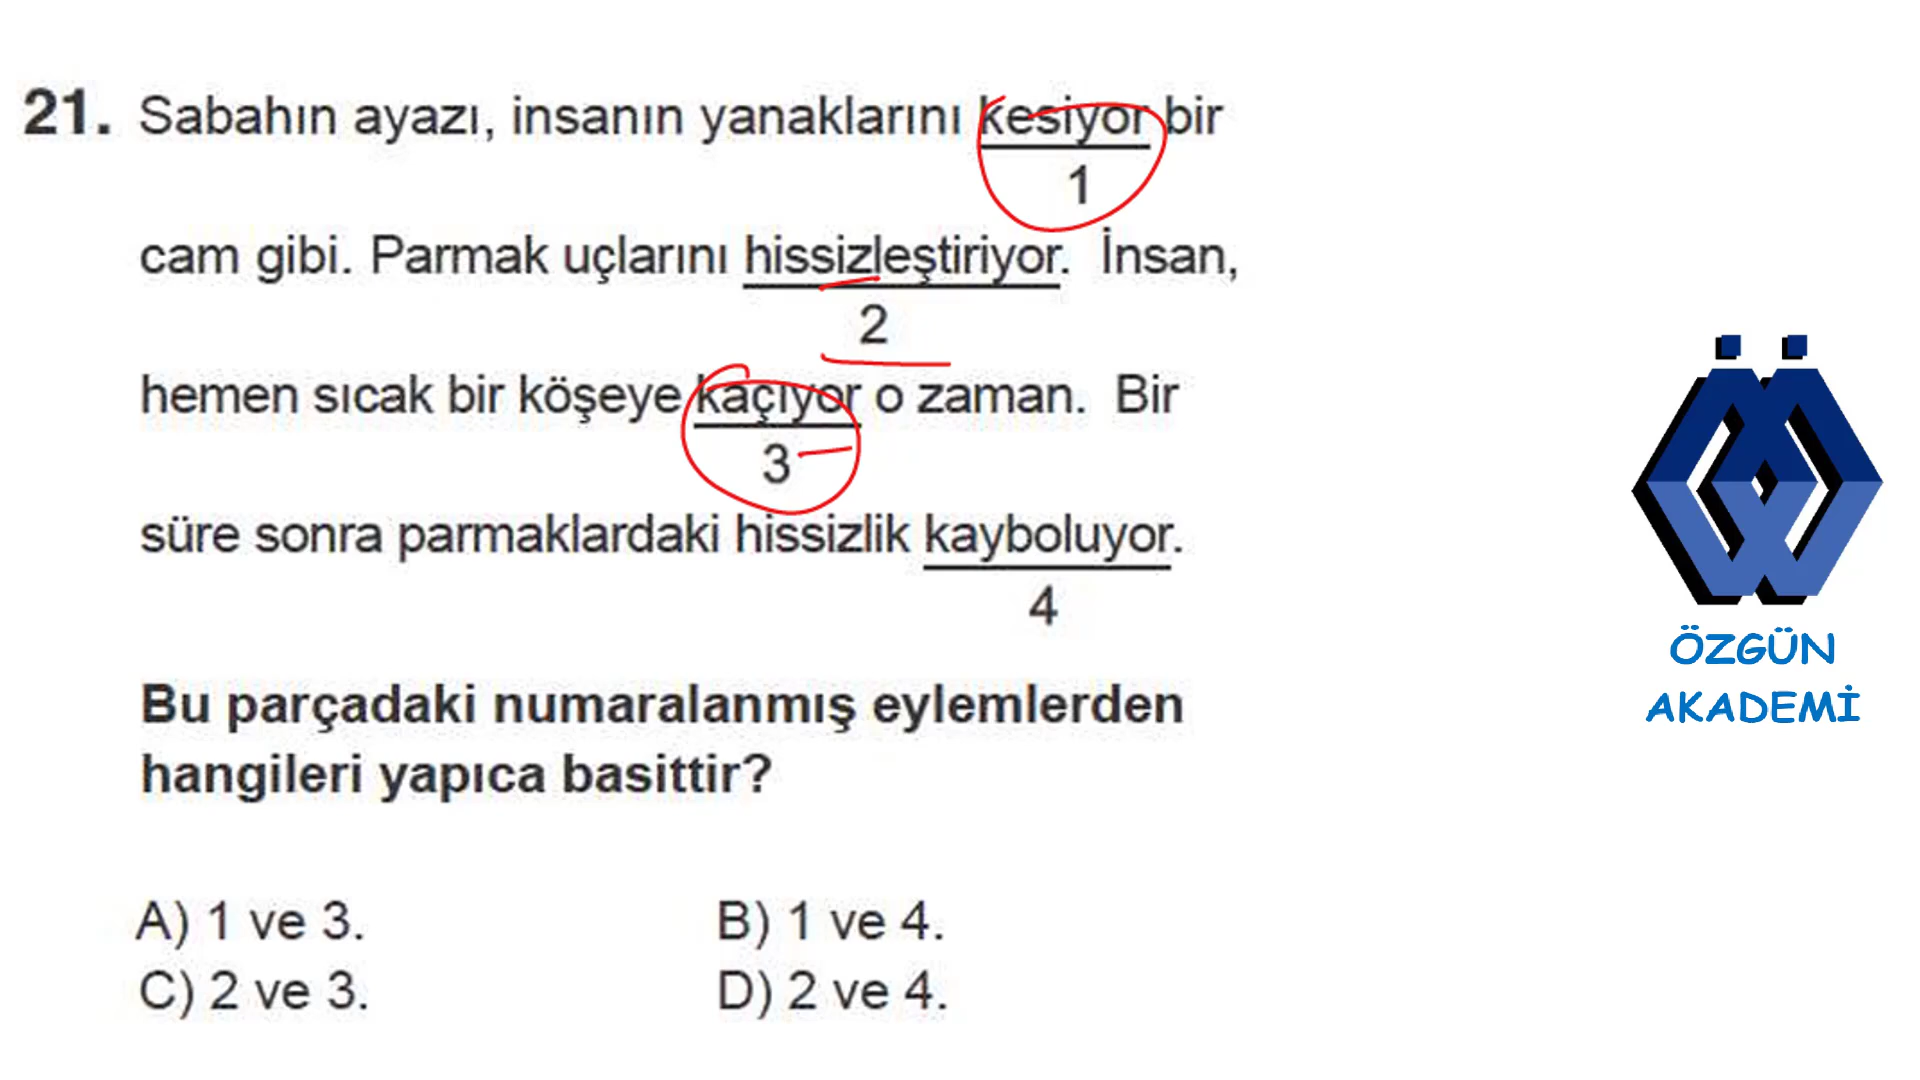 21. Sabahın ayazı, insanın yanaklarını kesiyor bir
1
cam gibi. Parmak uçlarını hissizleştiriyor. İnsan,
2
hemen sıcak bir köşeye kaçıyor o zaman. Bir
3
süre sonra parmaklardaki hissizlik kayboluyor.
4
Bu parçadaki numaralanmış eylemlerden
hangileri yapıca basittir?
A) 1 ve 3. B) 1 ve 4.
C) 2 ve 3. D) 2 ve 4.
ÖZGÜN
AKADEMİ